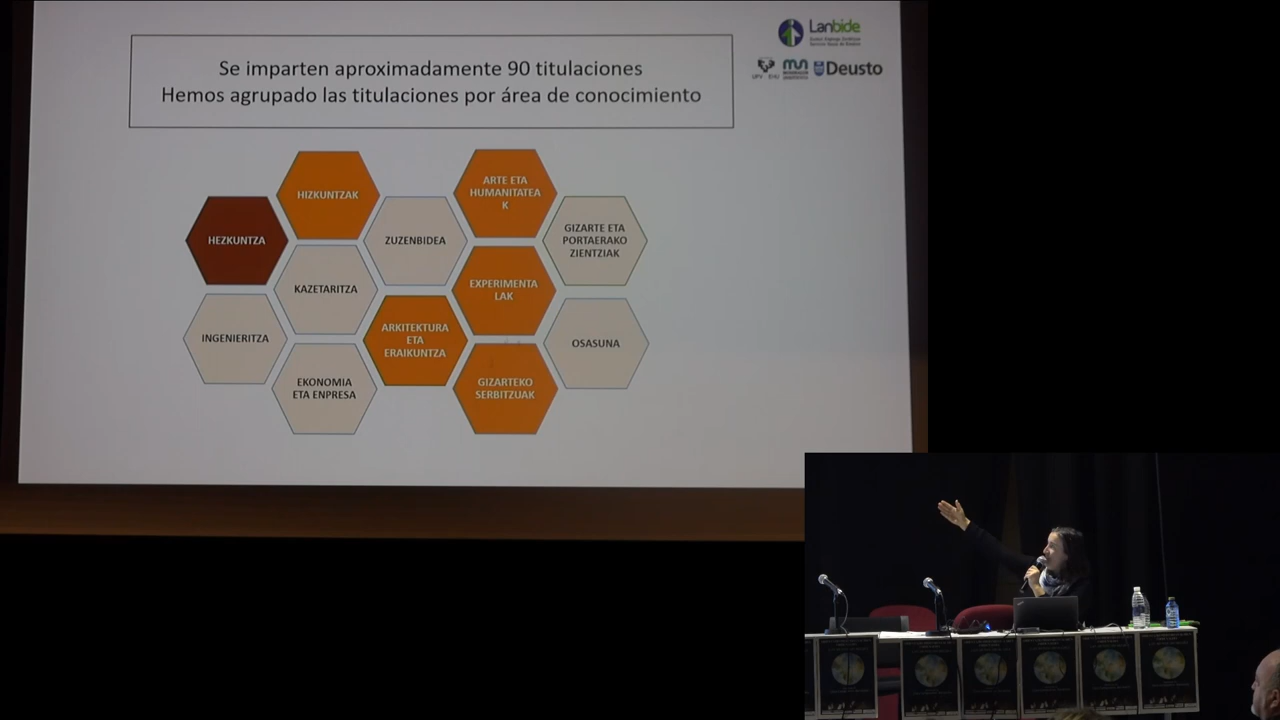 Se imparten aproximadamente 90 titulaciones
Hemos agrupado las titulaciones por área de conocimiento
Lanbide
UPV EHU
Deusto
HIZKUNTZAK
ARTE ETA
HUMANITATEA
K
HEZKUNTZA
ZUZENBIDEA
GIZARTE ETA
PORTAERAKO
ZIENTZIAK
KAZETARITZA
EXPERIMENTA
LAK
INGENIERITZA
ARKITEKTURA
ETA
ERAIKUNTZA
OSASUNA
EKONOMIA
ETA ENPRESA
GIZARTEKO
SERBITZUAK